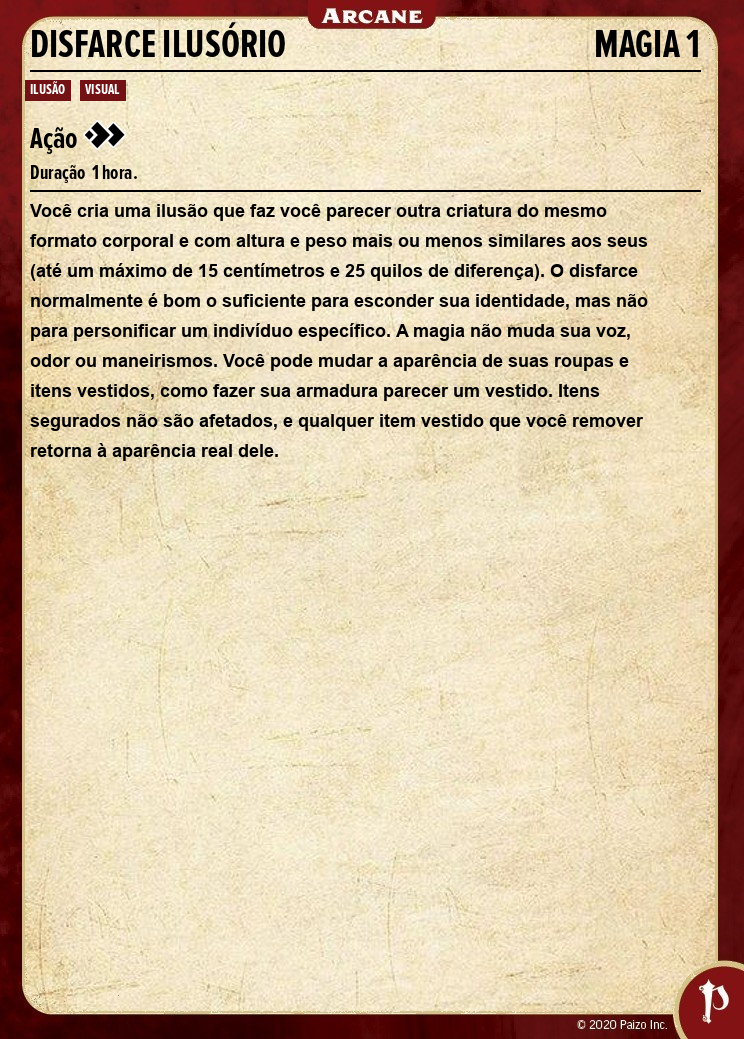 ARCANE
DISFARCE ILUSÓRIO MAGIA 1
ILUSÃO VISUAL
Ação
Duração 1 hora.
Você cria uma ilusão que faz você parecer outra criatura do mesmo
formato corporal e com altura e peso mais ou menos similares aos seus
(até um máximo de 15 centímetros e 25 quilos de diferença). O disfarce
normalmente é bom o suficiente para esconder sua identidade, mas não
para personificar um indivíduo específico. A magia não muda sua voz,
odor ou maneirismos. Você pode mudar a aparência de suas roupas e
itens vestidos, como fazer sua armadura parecer um vestido. Itens
segurados não são afetados, e qualquer item vestido que você remover
retorna à aparência real dele.
© 2020 Paizo Inc.
P